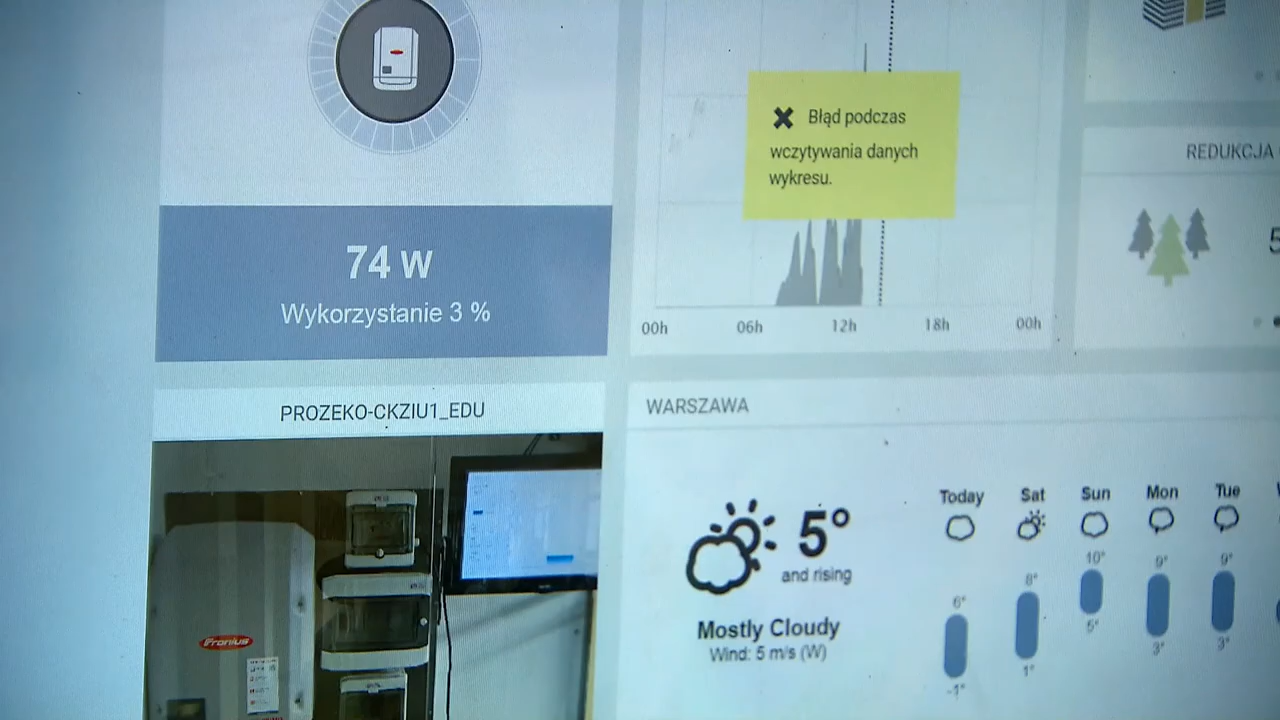 Błąd podczas
wczytywania danych
wykresu.
REDUKCJA
74 W
Wykorzystanie 3 %
00h 06h 12h 18h 00h
PROZEKO-CKZIU1_EDU
WARSZAWA
Fronius
5°
and rising
Mostly Cloudy
Wind: 5 m/s (W)
Today Sat Sun Mon Tue
6° 8° 10° 9° 9°
-1° 1° 5° 3° 3°